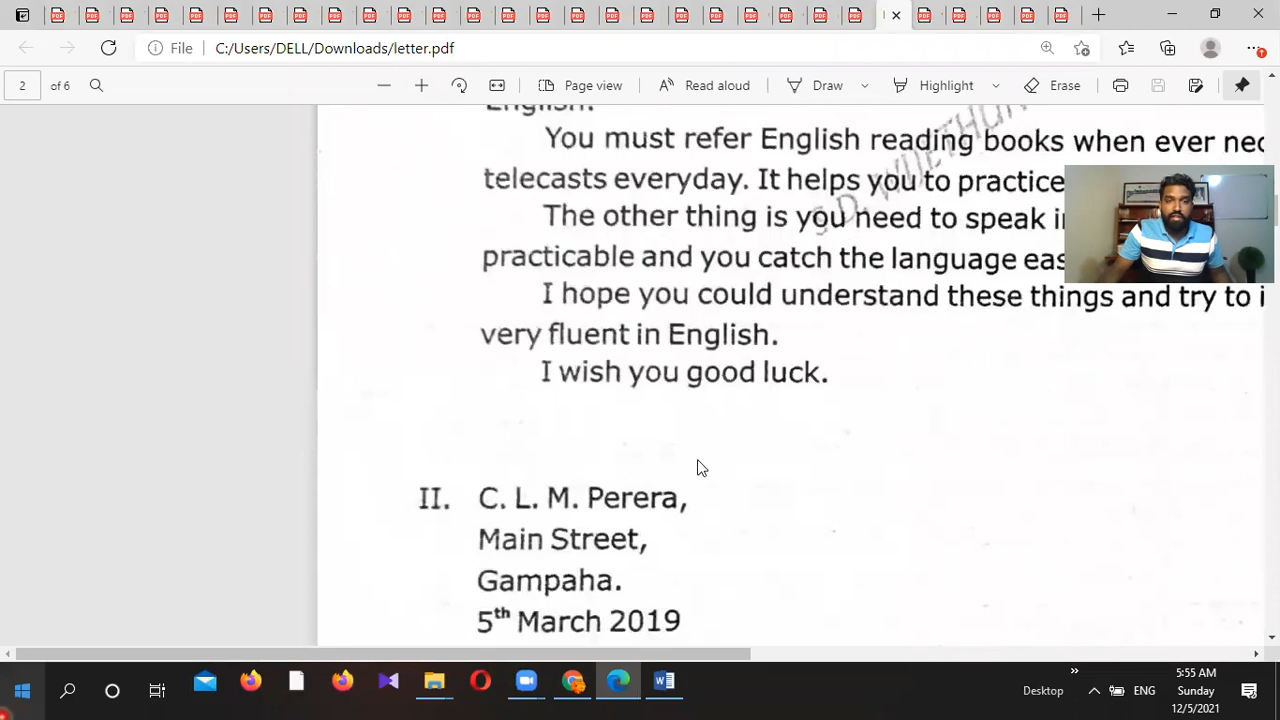 File C:/Users/DELL/Downloads/letter.pdf
2 of 6 Page view Read aloud Draw Highlight Erase
English.
You must refer English reading books when ever
telecasts everyday. It helps you to practice
The other thing is you need to speak
practicable and you catch the language
I hope you could understand these things and try to
very fluent in English.
I wish you good luck.
II. C. L. M. Perera,
Main Street,
Gampaha.
5th March 2019
5:55 AM
Desktop ENG Sunday
12/5/2021